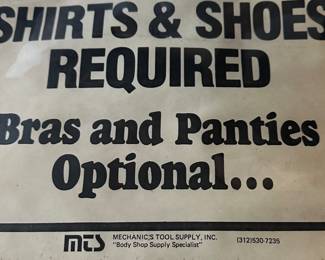 SHIRTS & SHOES
REQUIRED
Bras and Panties
Optional...
mts MECHANIC'S TOOL SUPPLY, INC. (312)530-7235
"Body Shop Supply Specialist"